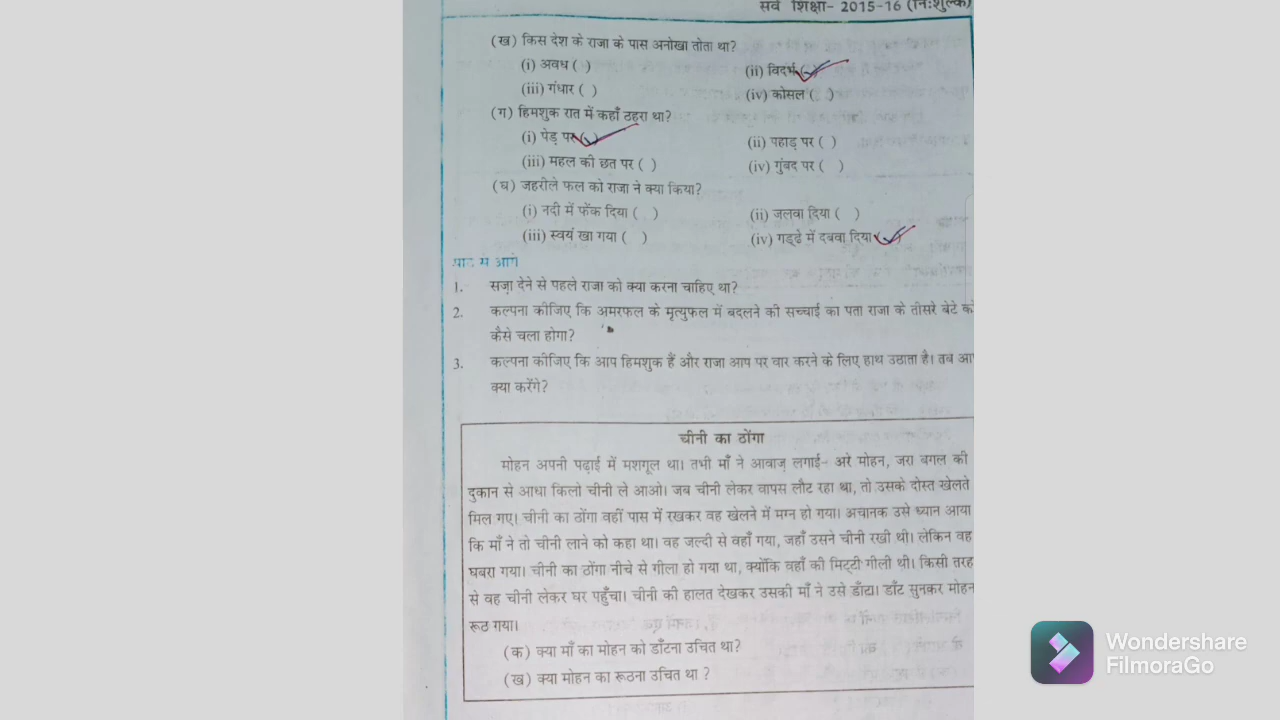 सर्व शिक्षा- 2015-16 (निःशुल्क)
(ख) किस देश के राजा के पास अनोखा तोता था?
(i) अवध ( ) (ii) विदर्भ ( )
(iii) गंधार ( ) (iv) कोसल ( )
(ग) हिमशुक रात में कहाँ ठहरा था?
(i) पेड़ पर ( ) (ii) पहाड़ पर ( )
(iii) महल की छत पर ( ) (iv) गुंबद पर ( )
(घ) जहरीले फल को राजा ने क्या किया?
(i) नदी में फेंक दिया ( ) (ii) जलवा दिया ( )
(iii) स्वयं खा गया ( ) (iv) गड्ढे में दबवा दिया ( )
पाठ से आगे
1. सज़ा देने से पहले राजा को क्या करना चाहिए था?
2. कल्पना कीजिए कि अमरफल के मृत्युफल में बदलने की सच्चाई का पता राजा के तीसरे बेटे को
कैसे चला होगा?
3. कल्पना कीजिए कि आप हिमशुक हैं और राजा आप पर वार करने के लिए हाथ उठाता है। तब आप
क्या करेंगे?
चीनी का ठोंगा
मोहन अपनी पढ़ाई में मशगूल था। तभी माँ ने आवाज़ लगाई- अरे मोहन, जरा बगल की
दुकान से आधा किलो चीनी ले आओ। जब चीनी लेकर वापस लौट रहा था, तो उसके दोस्त खेलते
मिल गए। चीनी का ठोंगा वहीं पास में रखकर वह खेलने में मग्न हो गया। अचानक उसे ध्यान आया
कि माँ ने तो चीनी लाने को कहा था। वह जल्दी से वहाँ गया, जहाँ उसने चीनी रखी थी। लेकिन वह
घबरा गया। चीनी का ठोंगा नीचे से गीला हो गया था, क्योंकि वहाँ की मिट्टी गीली थी। किसी तरह
से वह चीनी लेकर घर पहुँचा। चीनी की हालत देखकर उसकी माँ ने उसे डाँटा। डाँट सुनकर मोहन
रूठ गया।
(क) क्या माँ का मोहन को डाँटना उचित था?
(ख) क्या मोहन का रूठना उचित था ?
Wondershare
FilmoraGo